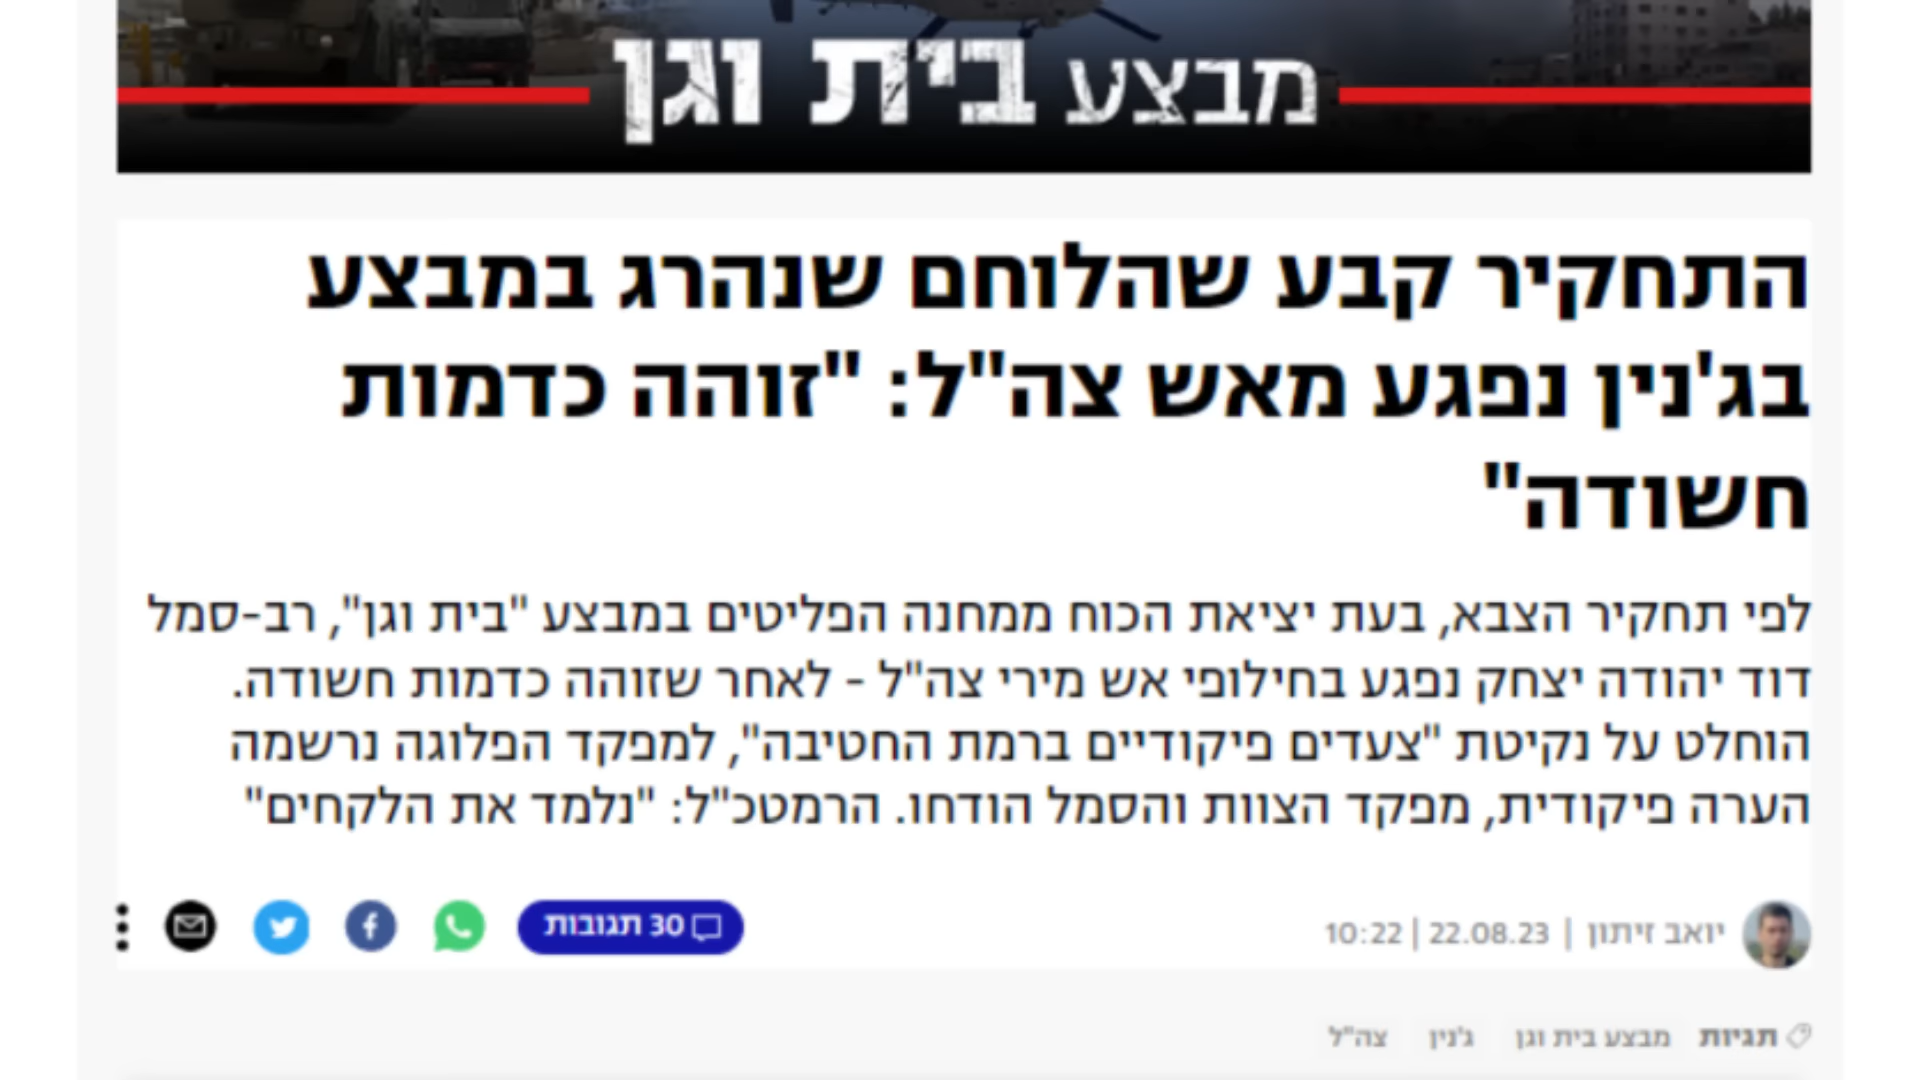 מבצע בית וגן
התחקיר קבע שהלוחם שנהרג במבצע
בג'נין נפגע מאש צה"ל: "זוהה כדמות
חשודה"
לפי תחקיר הצבא, בעת יציאת הכוח ממחנה הפליטים במבצע "בית וגן", רב-סמל
דוד יהודה יצחק נפגע בחילופי אש מירי צה"ל - לאחר שזוהה כדמות חשודה.
הוחלט על נקיטת "צעדים פיקודיים ברמת החטיבה", למפקד הפלוגה נרשמה
הערה פיקודית, מפקד הצוות והסמל הודחו. הרמטכ"ל: "נלמד את הלקחים"
יואב זיתון | 22.08.23 | 10:22
30 תגובות
תגיות מבצע בית וגן ג'נין צה"ל